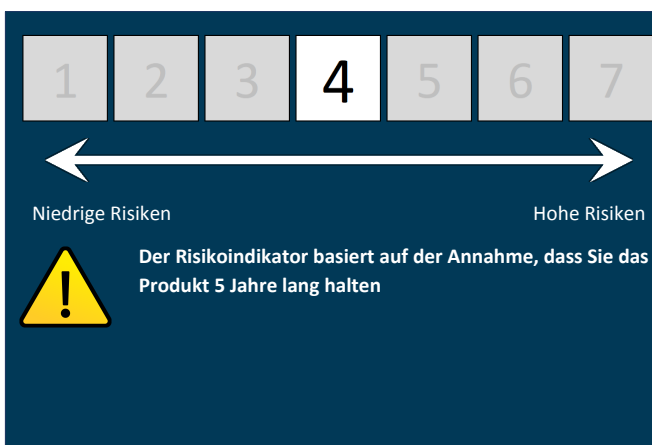 1 2 3 4 5 6 7
Niedrige Risiken Hohe Risiken
Der Risikoindikator basiert auf der Annahme, dass Sie das
Produkt 5 Jahre lang halten